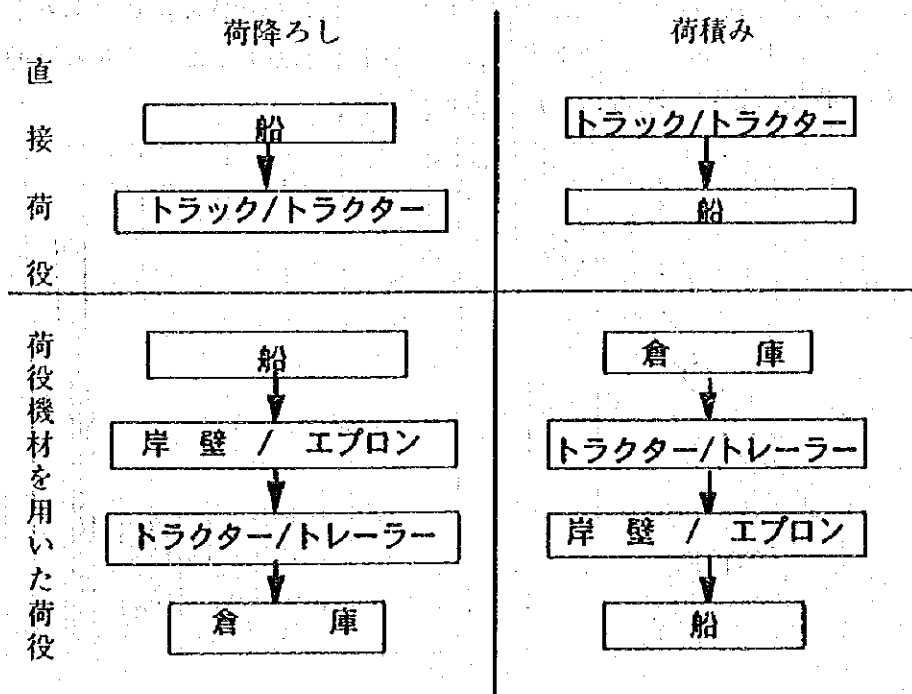 荷降ろし
荷積み
直接荷役
船
トラック/トラクター
トラック/トラクター
船
荷役機材を用いた荷役
船
岸壁 / エプロン
トラクター/トレーラー
倉庫
倉庫
トラクター/トレーラー
岸壁 / エプロン
船